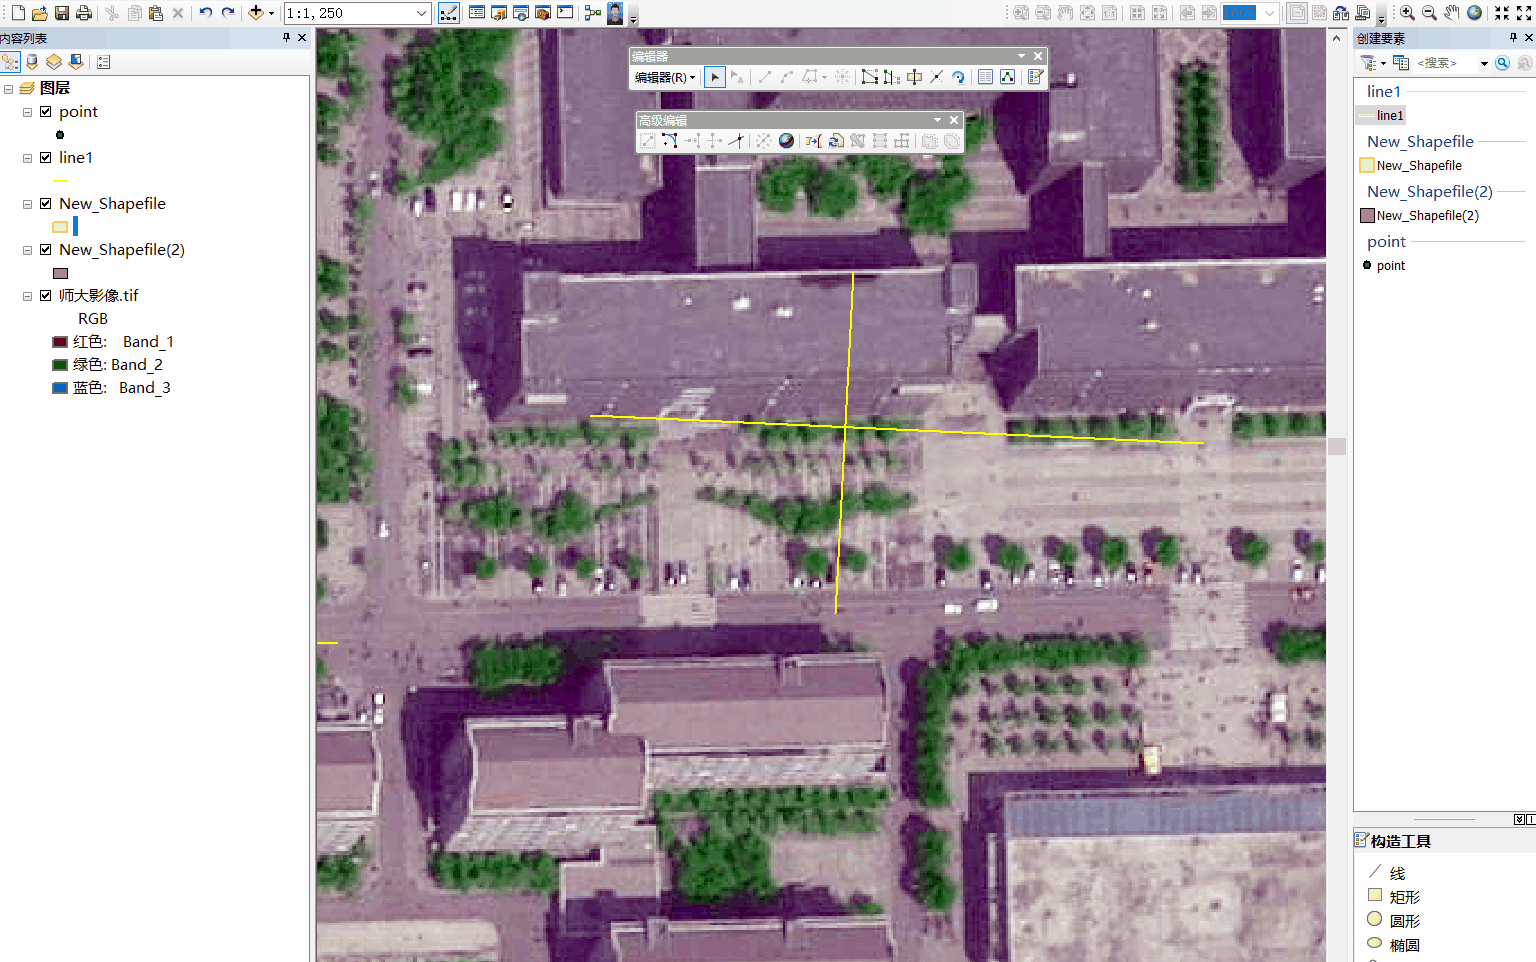 1:1,250
100%
内容列表
图层
point
line1
New_Shapefile
New_Shapefile(2)
师大影像.tif
RGB
红色: Band_1
绿色: Band_2
蓝色: Band_3
编辑器
编辑器(R)
高级编辑
创建要素
<搜索>
line1
line1
New_Shapefile
New_Shapefile
New_Shapefile(2)
New_Shapefile(2)
point
point
构造工具
线
矩形
圆形
椭圆